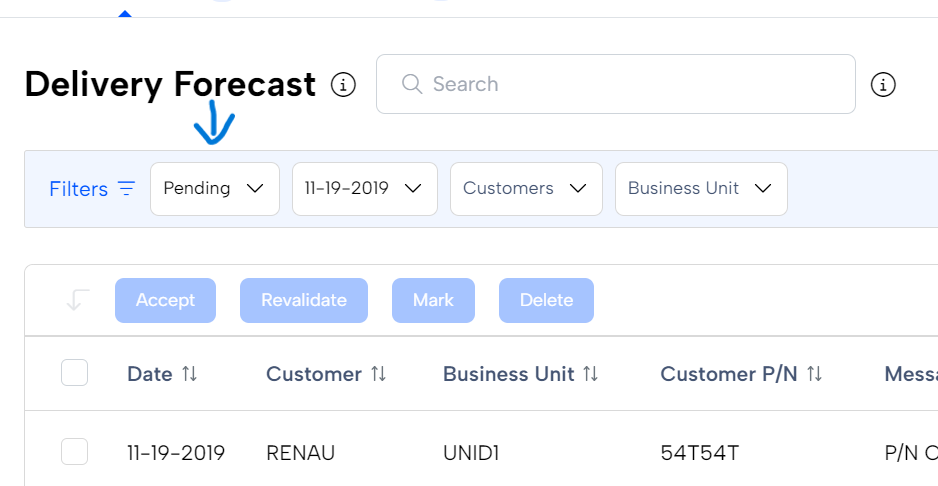 Delivery Forecast Search
Filters Pending 11-19-2019 Customers Business Unit
Accept Revalidate Mark Delete
Date Customer Business Unit Customer P/N
11-19-2019 RENAU UNID1 54T54T P/N